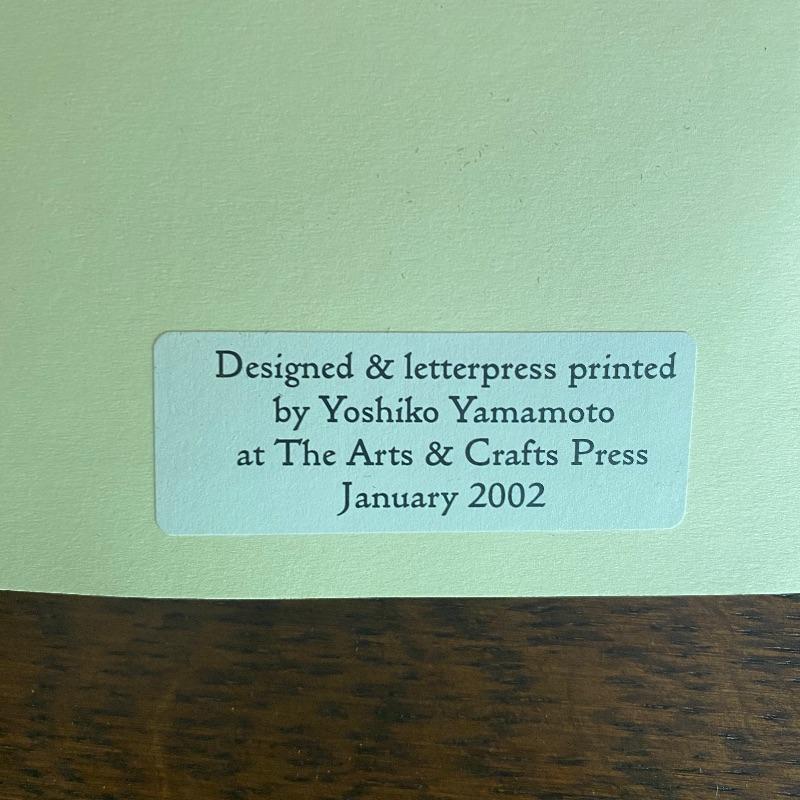 Designed & letterpress printed
by Yoshiko Yamamoto
at The Arts & Crafts Press
January 2002